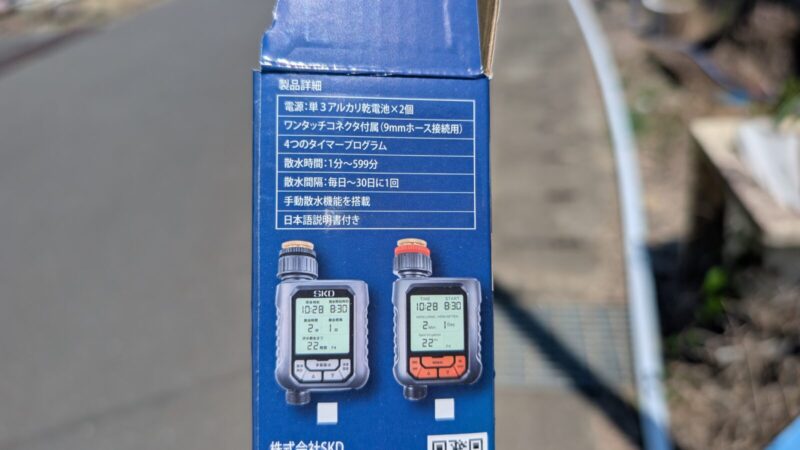 製品詳細
電源:単3アルカリ乾電池×2個
ワンタッチコネクタ付属(9mmホース接続用)
4つのタイマープログラム
散水時間:1分〜599分
散水間隔:毎日〜30日に1回
手動散水機能を搭載
日本語説明書付き
SKD
10:28 8:30
2 1
22
TIME START
10:28 8:30
2 Min 1 Day
22
株式会社SKD